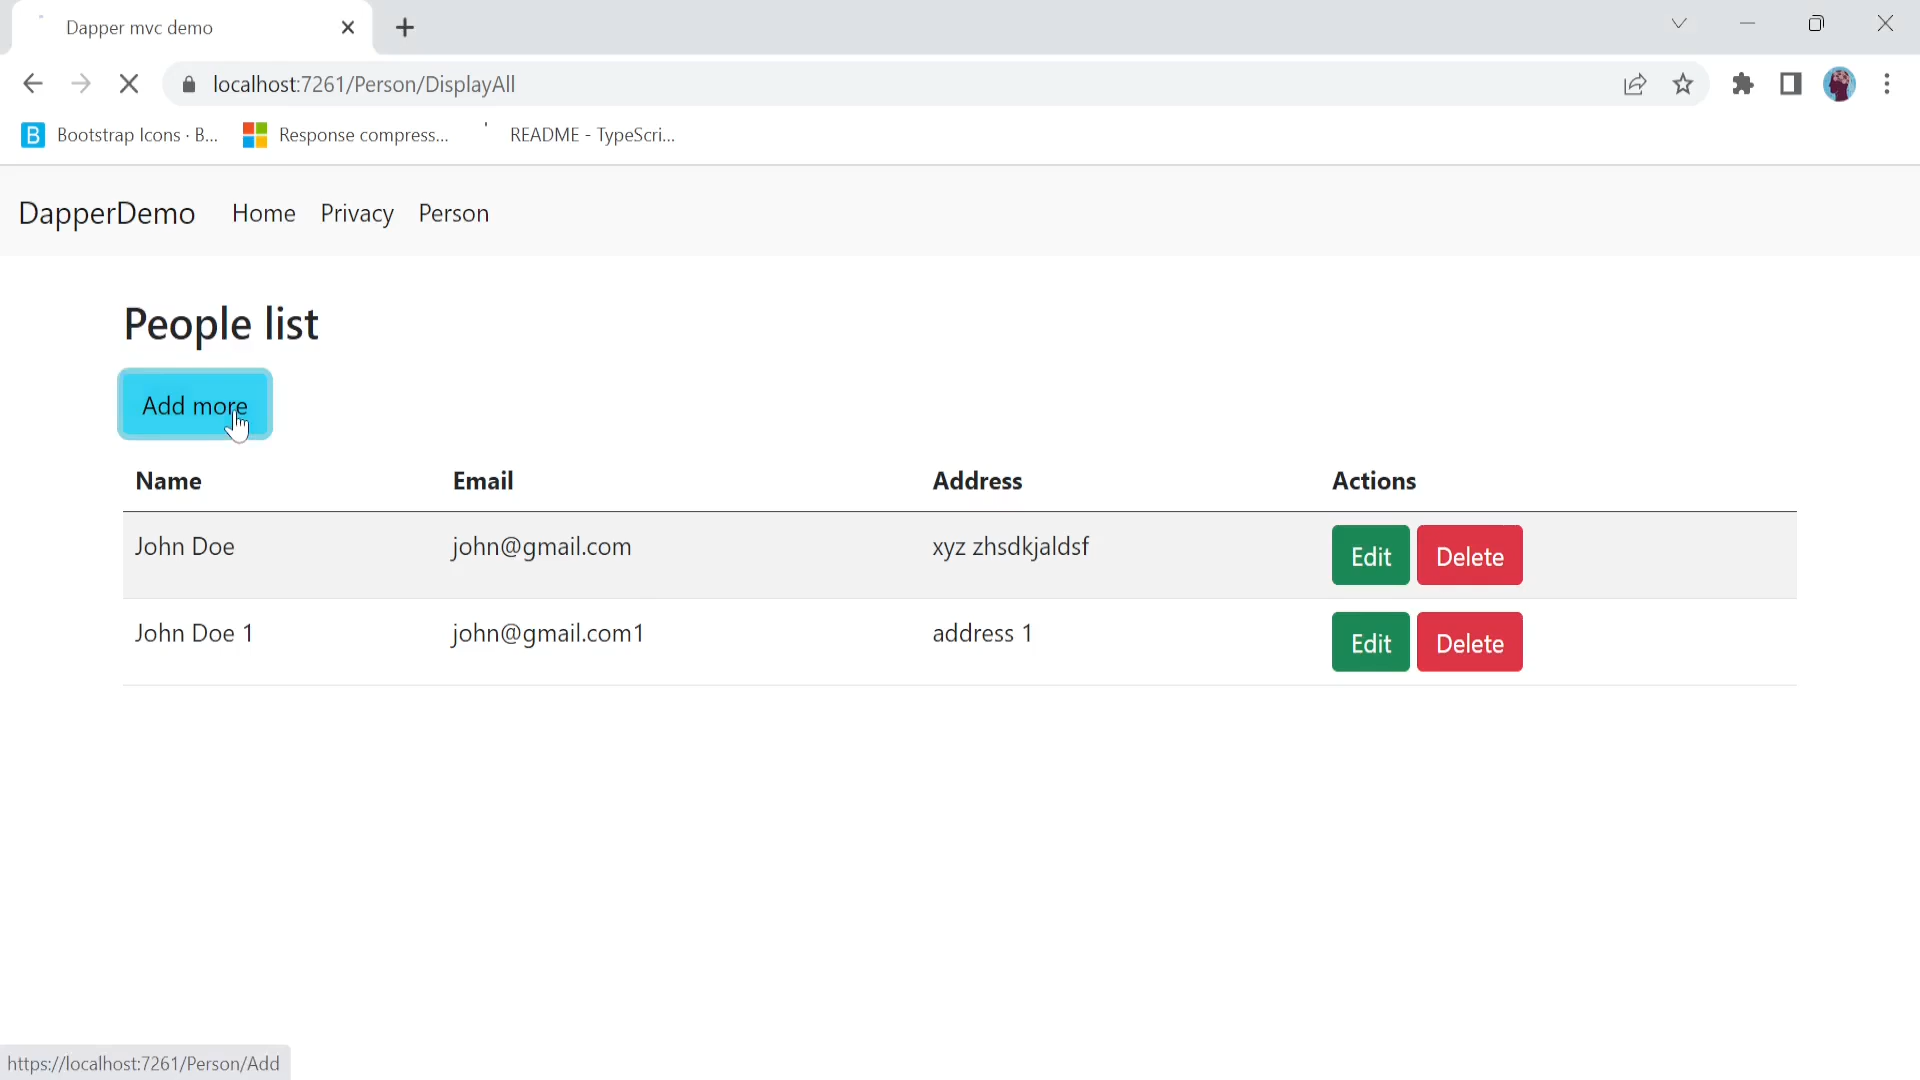 Dapper mvc demo
localhost:7261/Person/DisplayAll
Bootstrap Icons · B... Response compress... README - TypeScri...
DapperDemo Home Privacy Person
People list
Add more
Name Email Address Actions
John Doe john@gmail.com xyz zhsdkjaldsf Edit Delete
John Doe 1 john@gmail.com1 address 1 Edit Delete
https://localhost:7261/Person/Add